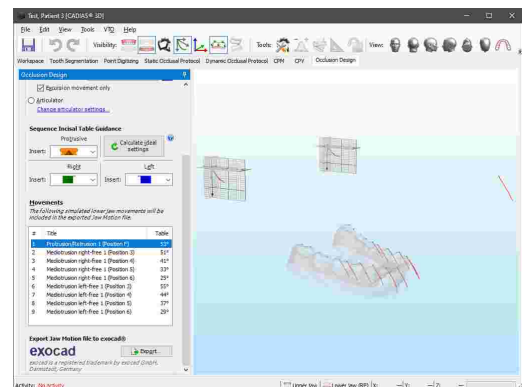 Test, Patient 3 [CADIAS® 3D]
File Edit View Tools VTO Help
Visibility: Tools: View:
Workspace Tooth Segmentation Point Digitizing Static Occlusal Protocol Dynamic Occlusal Protocol CPM CPV Occlusion Design
Occlusion Design
Excursion movement only
Articulator
Change articulator settings...
Sequence Incisal Table Guidance
Protrusive
Insert:
Calculate ideal settings
Right Left
Insert: Insert:
Movements
The following simulated lower jaw movements will be
included in the exported Jaw Motion file.
# Title Table
1 Protrusion/Retrusion 1 (Position F) 53°
2 Mediotrusion right-free 1 (Position 3) 51°
3 Mediotrusion right-free 1 (Position 4) 41°
4 Mediotrusion right-free 1 (Position 5) 33°
5 Mediotrusion right-free 1 (Position 6) 25°
6 Mediotrusion left-free 1 (Position 3) 55°
7 Mediotrusion left-free 1 (Position 4) 44°
8 Mediotrusion left-free 1 (Position 5) 37°
9 Mediotrusion left-free 1 (Position 6) 29°
Export Jaw Motion file to exocad®
exocad Export...
exocad is a registered trademark by exocad GmbH,
Darmstadt, Germany
Activity: No activity Upper Jaw Lower Jaw (RP) X: --- Y: --- Z: ---